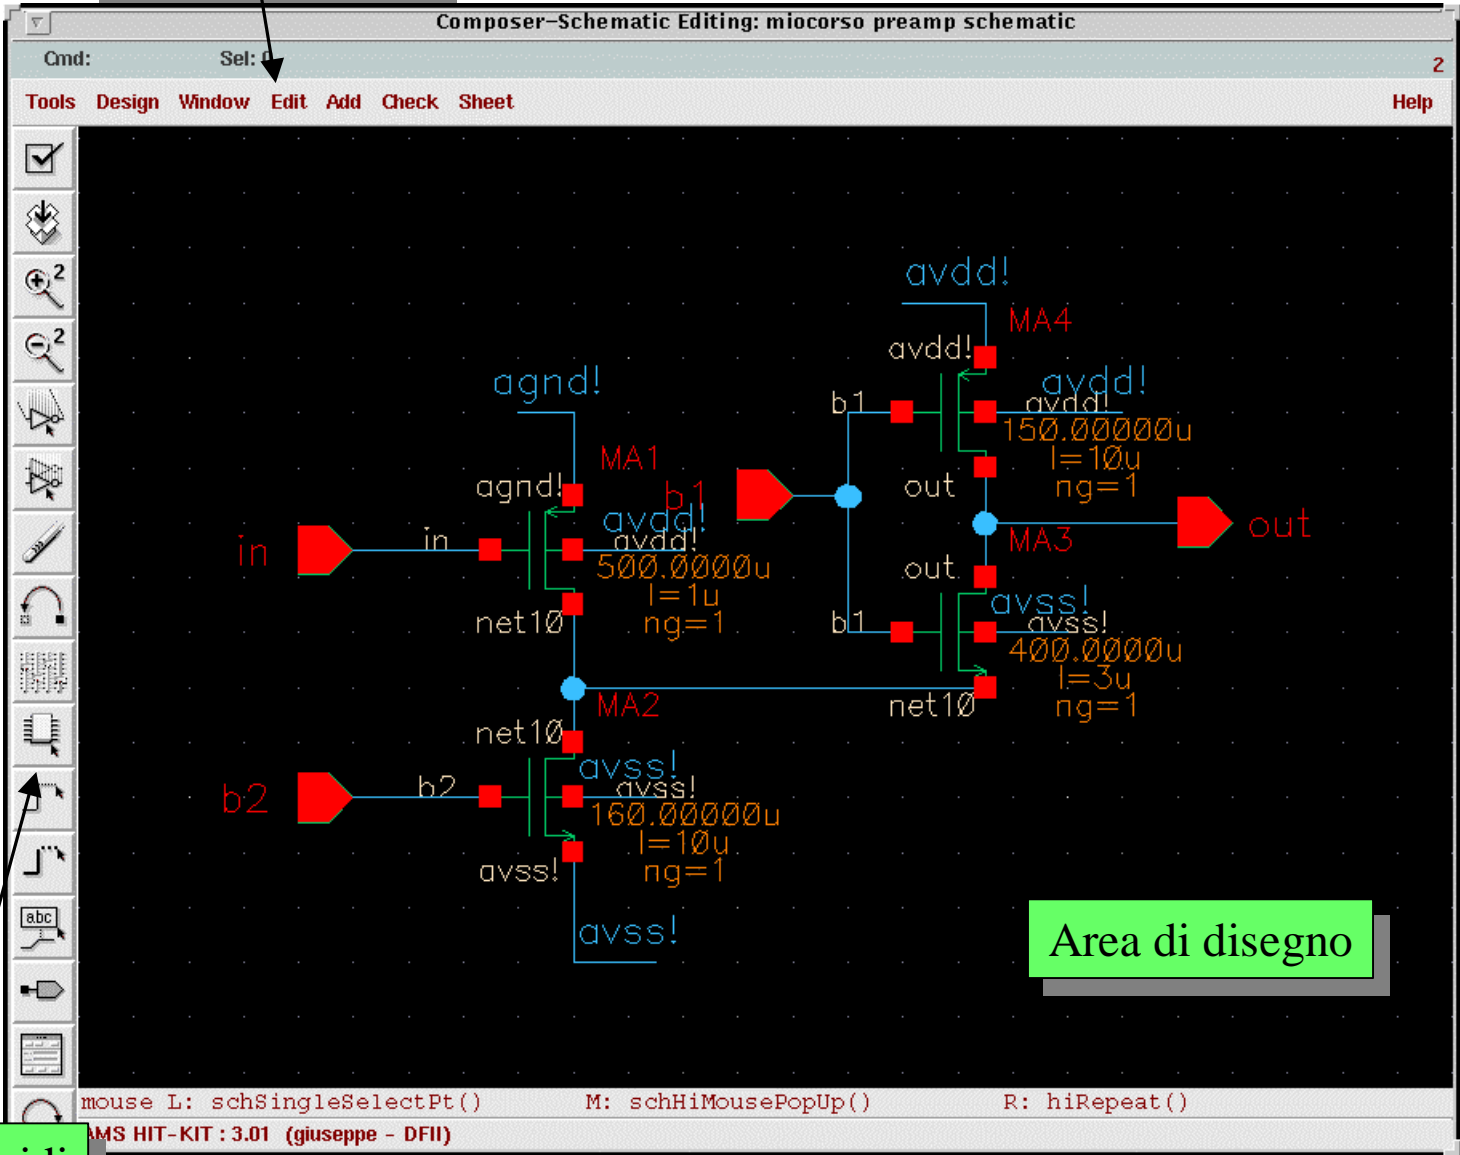 Composer-Schematic Editing: miocorso preamp schematic
Cmd: Sel: 2
Tools Design Window Edit Add Check Sheet Help
2
2
avdd!
MA4
avdd!
agnd!
avdd!
b1
avdd!
150.00000u
l=10u
ng=1
MA1
agnd!
b1
out
avdd!
in
in
avdd!
out
MA3
500.0000u
l=1u
ng=1
out
net10
b1
avss!
avss!
400.0000u
l=3u
ng=1
MA2
net10
net10
avss!
b2
b2
avss!
160.00000u
l=10u
ng=1
avss!
abc
avss!
Area di disegno
mouse L: schSingleSelectPt() M: schHiMousePopUp() R: hiRepeat()
AMS HIT-KIT : 3.01 (giuseppe - DFII)